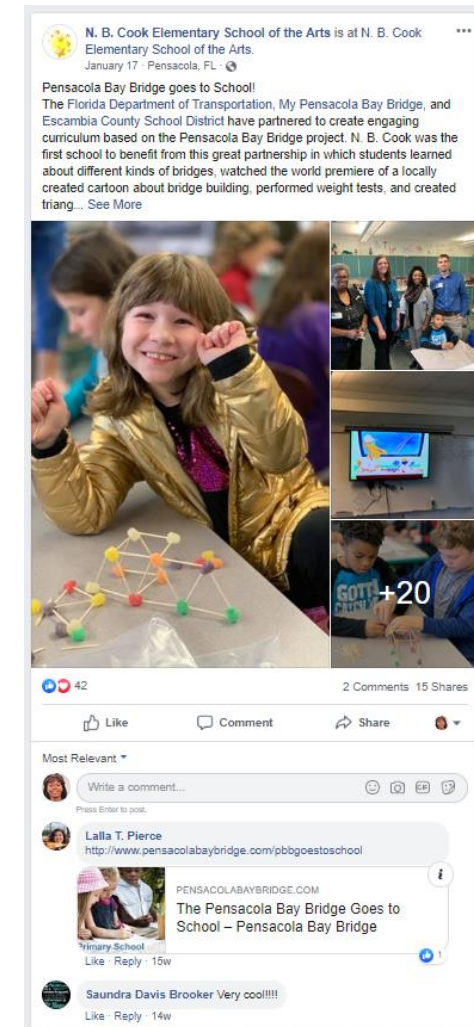 N. B. Cook Elementary School of the Arts is at N. B. Cook
Elementary School of the Arts.
January 17 · Pensacola, FL ·
Pensacola Bay Bridge goes to School!
The Florida Department of Transportation, My Pensacola Bay Bridge, and
Escambia County School District have partnered to create engaging
curriculum based on the Pensacola Bay Bridge project. N. B. Cook was the
first school to benefit from this great partnership in which students learned
about different kinds of bridges, watched the world premiere of a locally
created cartoon about bridge building, performed weight tests, and created
triang... See More
GOTTA
+20
42
2 Comments 15 Shares
Like
Comment
Share
Most Relevant
Write a comment...
GIF
Press Enter to post.
Lalla T. Pierce
http://www.pensacolabaybridge.com/pbbgoestoschool
PENSACOLABAYBRIDGE.COM
The Pensacola Bay Bridge Goes to
School – Pensacola Bay Bridge
Primary School
i
1
Like · Reply · 15w
Saundra Davis Brooker Very cool!!!!
Like · Reply · 14w